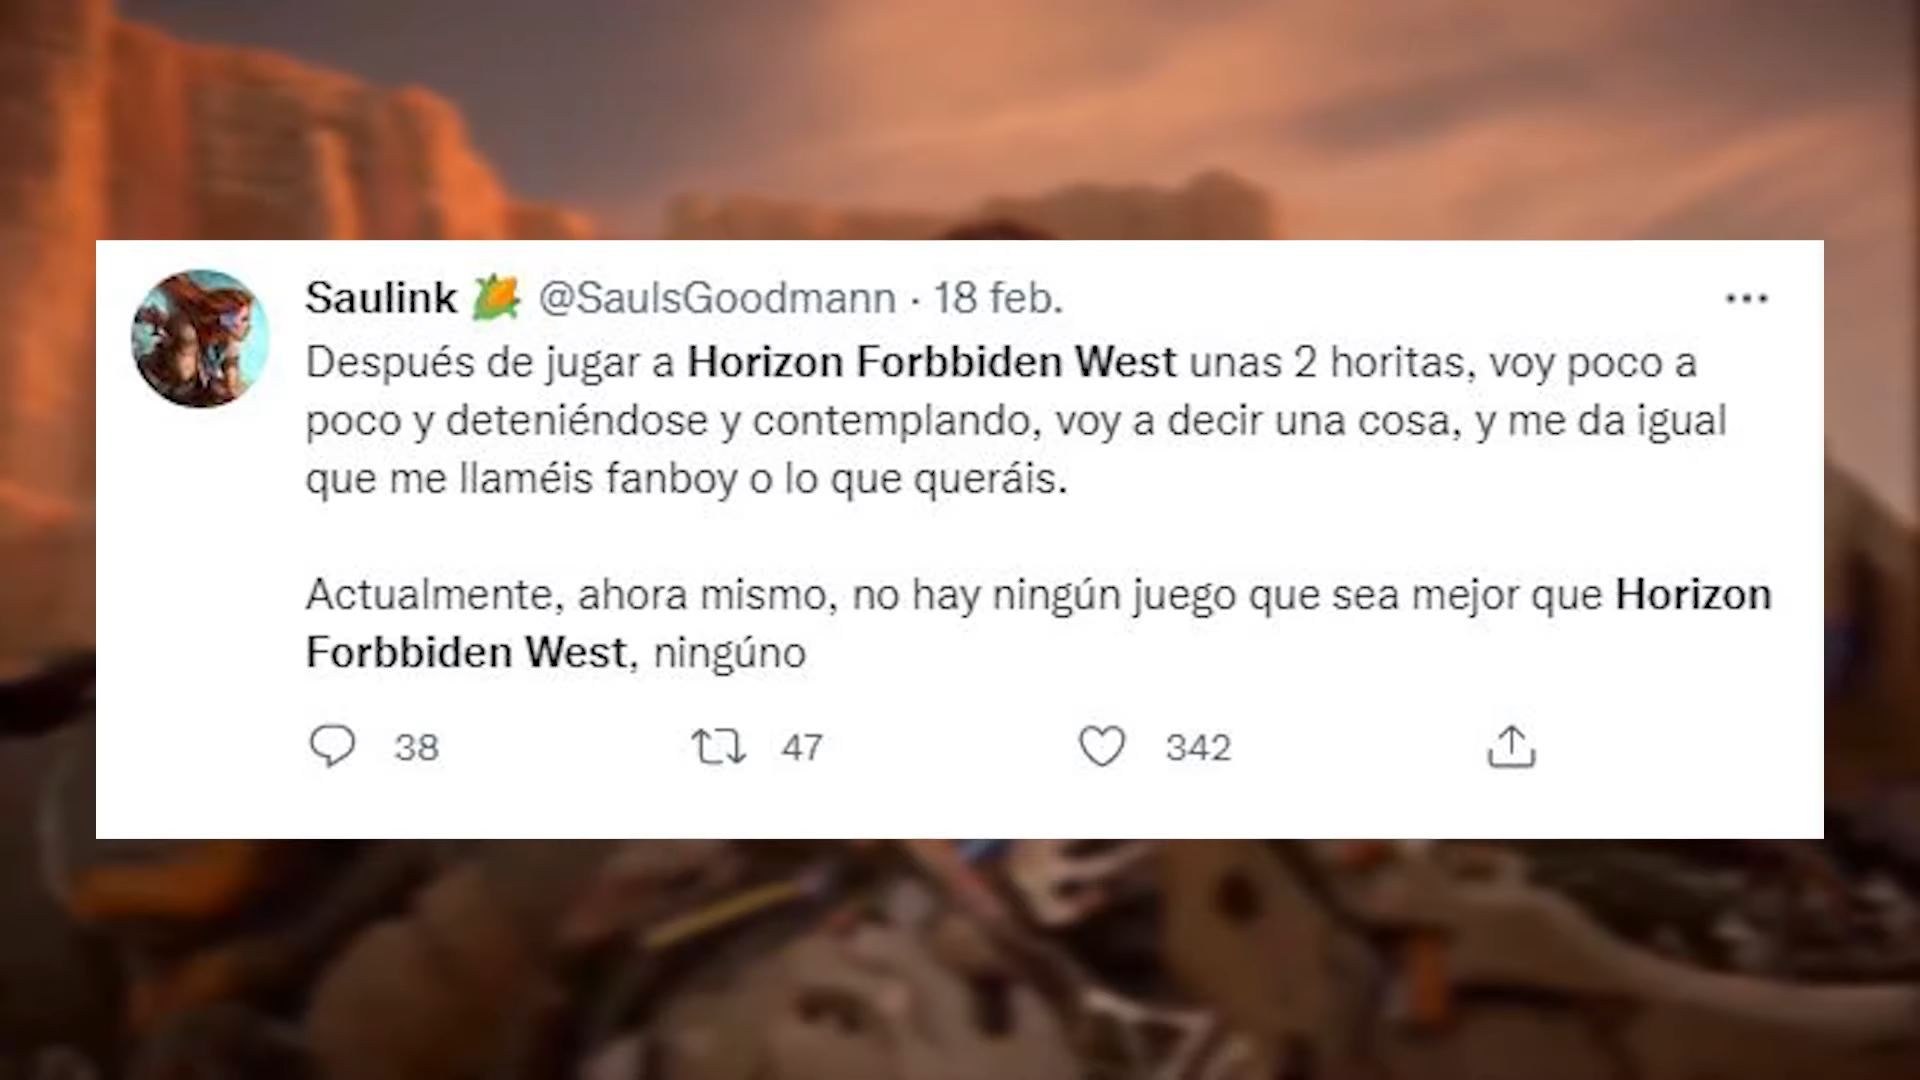 Saulink 🌽 @SaulsGoodmann · 18 feb.
Después de jugar a Horizon Forbbiden West unas 2 horitas, voy poco a
poco y deteniéndose y contemplando, voy a decir una cosa, y me da igual
que me llaméis fanboy o lo que queráis.
Actualmente, ahora mismo, no hay ningún juego que sea mejor que Horizon
Forbbiden West, ningúno
38 47 342